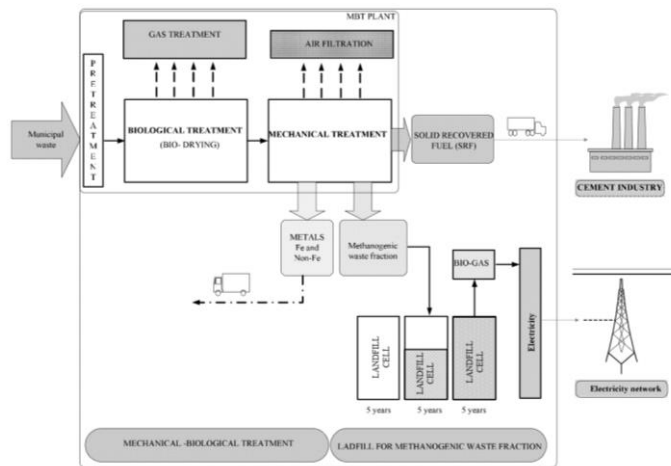 MBT PLANT
GAS TREATMENT
AIR FILTRATION
PRETREATMENT
Municipal
waste
BIOLOGICAL TREATMENT
(BIO- DRYING)
MECHANICAL TREATMENT
SOLID RECOVERED
FUEL (SRF)
CEMENT INDUSTRY
METALS
Fe and
Non-Fe
Methanogenic
waste fraction
BIO-GAS
LANDFILL
CELL
LANDFILL
CELL
LANDFILL
CELL
Electricity
5 years
5 years
5 years
Electricity network
MECHANICAL -BIOLOGICAL TREATMENT
LADFILL FOR METHANOGENIC WASTE FRACTION